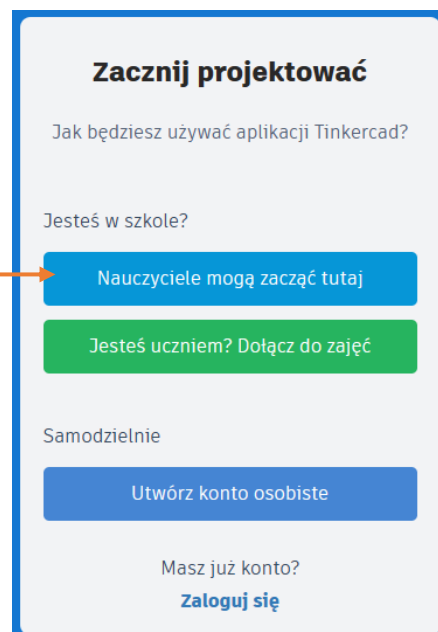 Zacznij projektować
Jak będziesz używać aplikacji Tinkercad?
Jesteś w szkole?
Nauczyciele mogą zacząć tutaj
Jesteś uczniem? Dołącz do zajęć
Samodzielnie
Utwórz konto osobiste
Masz już konto?
Zaloguj się